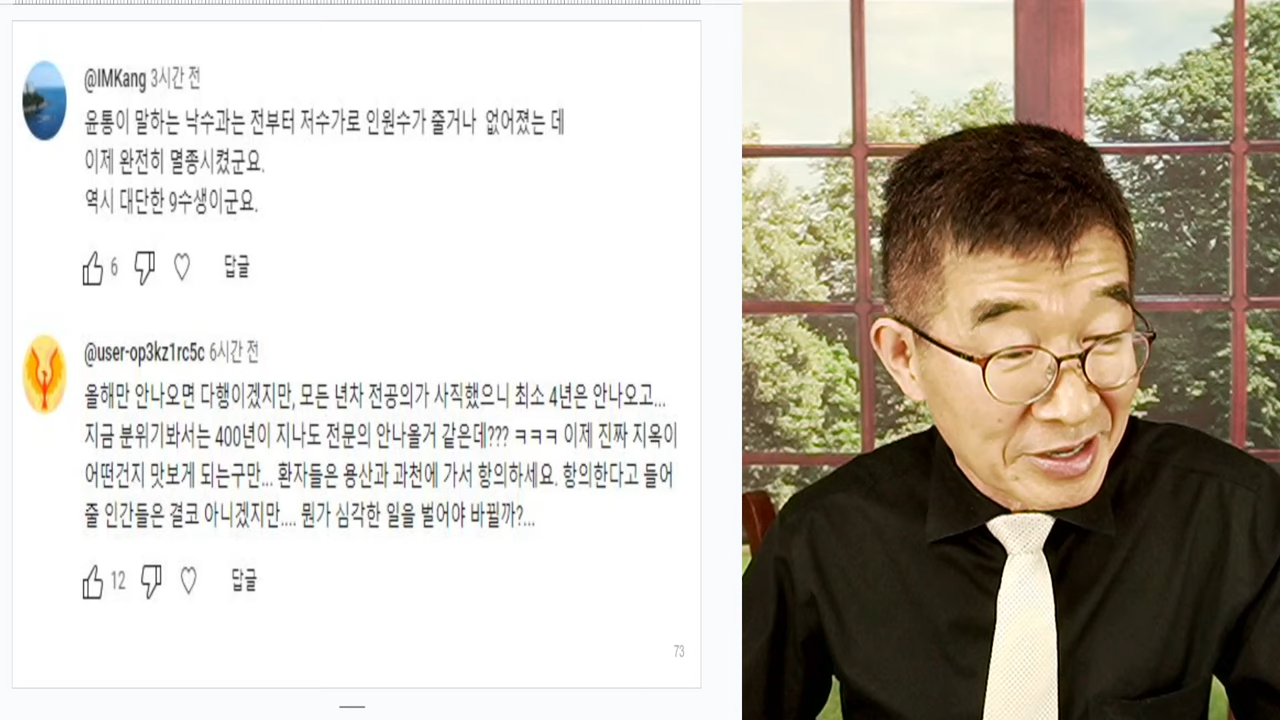 @IMKang 3시간 전
윤통이 말하는 낙수과는 전부터 저수가로 인원수가 줄거나 없어졌는 데
이제 완전히 멸종시켰군요.
역시 대단한 9수생이군요.
6 답글
@user-op3kz1rc5c 6시간 전
올해만 안나오면 다행이겠지만, 모든 년차 전공의가 사직했으니 최소 4년은 안나오고...
지금 분위기봐서는 400년이 지나도 전문의 안나올거 같은데??? ㅋㅋㅋ 이제 진짜 지옥이
어떤건지 맛보게 되는구만... 환자들은 용산과 과천에 가서 항의하세요. 항의한다고 들어
줄 인간들은 결코 아니겠지만.... 뭔가 심각한 일을 벌어야 바뀔까?...
12 답글
73